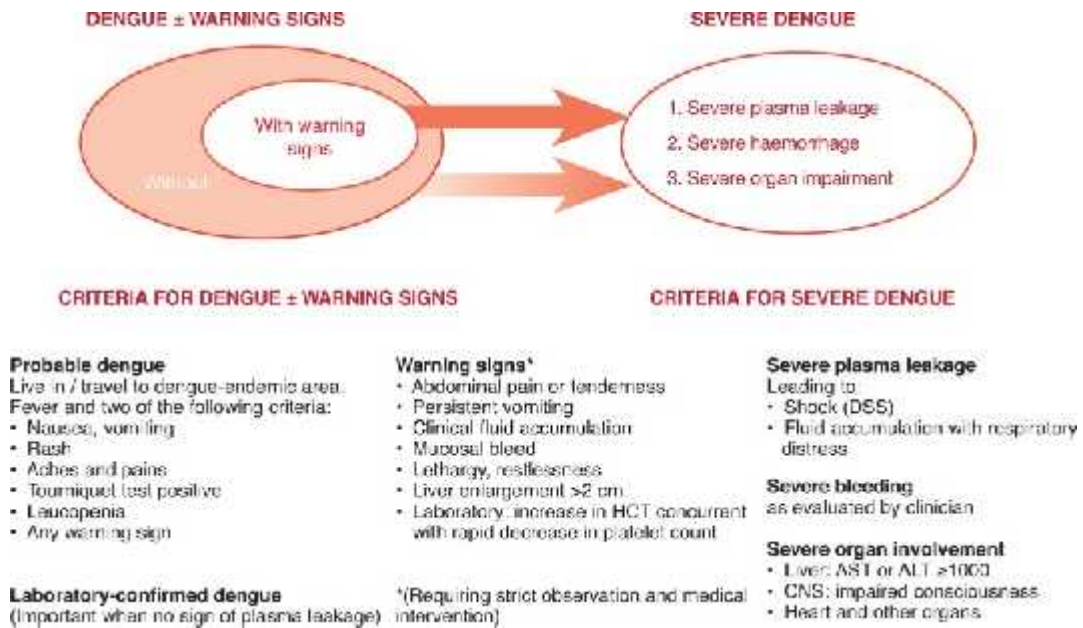 DENGUE ± WARNING SIGNS
SEVERE DENGUE
With warning
signs
Without
1. Severe plasma leakage
2. Severe haemorrhage
3. Severe organ impairment
CRITERIA FOR DENGUE ± WARNING SIGNS
CRITERIA FOR SEVERE DENGUE
Probable dengue
Live in / travel to dengue-endemic area.
Fever and two of the following criteria:
• Nausea, vomiting
• Rash
• Aches and pains
• Tourniquet test positive
• Leucopenia
• Any warning sign
Laboratory-confirmed dengue
(Important when no sign of plasma leakage)
Warning signs*
• Abdominal pain or tenderness
• Persistent vomiting
• Clinical fluid accumulation
• Mucosal bleed
• Lethargy, restlessness
• Liver enlargement >2 cm
• Laboratory: increase in HCT concurrent
with rapid decrease in platelet count
*(Requiring strict observation and medical
intervention)
Severe plasma leakage
Leading to
• Shock (DSS)
• Fluid accumulation with respiratory
distress
Severe bleeding
as evaluated by clinician
Severe organ involvement
• Liver: AST or ALT ≥1000
• CNS: impaired consciousness
• Heart and other organs